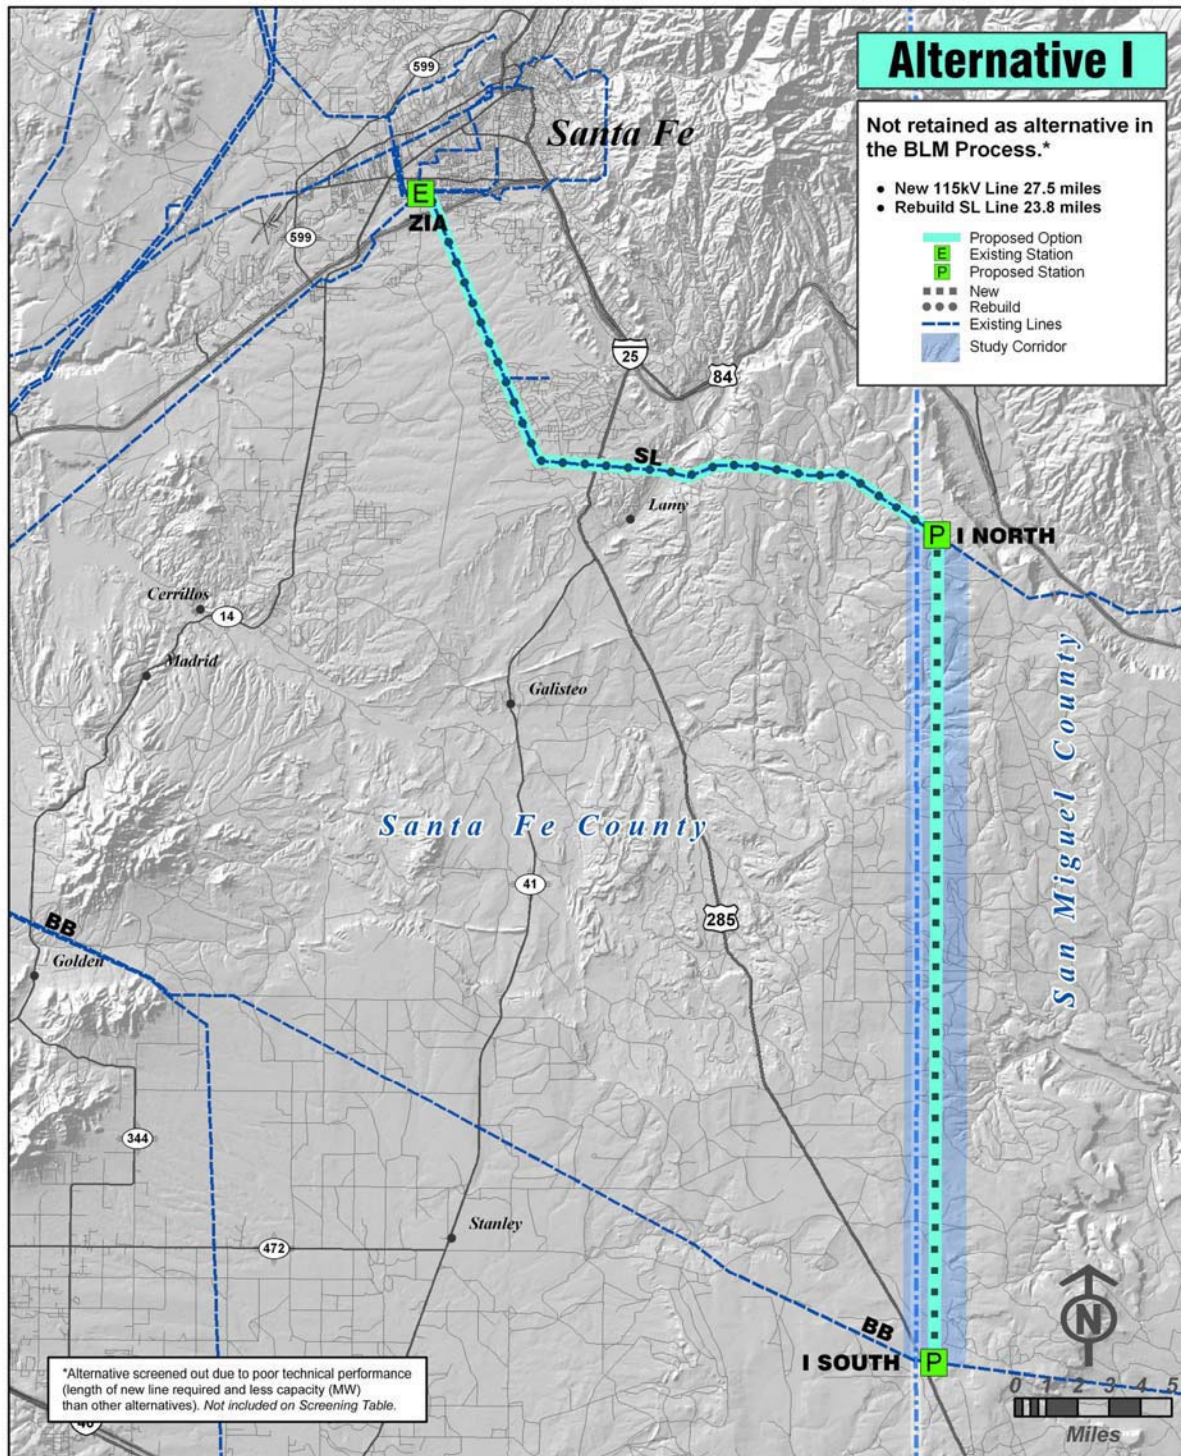 Alternative I
Not retained as alternative in
the BLM Process.*
• New 115kV Line 27.5 miles
• Rebuild SL Line 23.8 miles
Proposed Option
E Existing Station
P Proposed Station
New
Rebuild
Existing Lines
Study Corridor
599
Santa Fe
E
ZIA
599
25
84
SL
Lamy
P I NORTH
Cerrillos
14
Madrid
Galisteo
San Miguel County
Santa Fe County
41
285
BB
Golden
344
Stanley
472
BB
I SOUTH P
N
0 1 2 3 4 5
Miles
*Alternative screened out due to poor technical performance
(length of new line required and less capacity (MW)
than other alternatives). Not included on Screening Table.